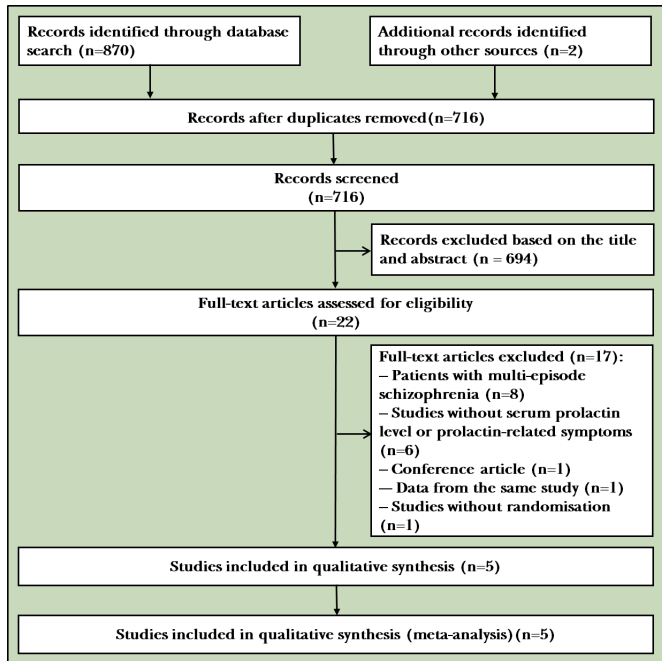 Records identified through database
search (n=870)
Additional records identified
through other sources (n=2)
Records after duplicates removed(n=716)
Records screened
(n=716)
Records excluded based on the title
and abstract (n = 694)
Full-text articles assessed for eligibility
(n=22)
Full-text articles excluded (n=17):
– Patients with multi-episode
schizophrenia (n=8)
– Studies without serum prolactin
level or prolactin-related symptoms
(n=6)
– Conference article (n=1)
— Data from the same study (n=1)
– Studies without randomisation
(n=1)
Studies included in qualitative synthesis (n=5)
Studies included in qualitative synthesis (meta-analysis)(n=5)